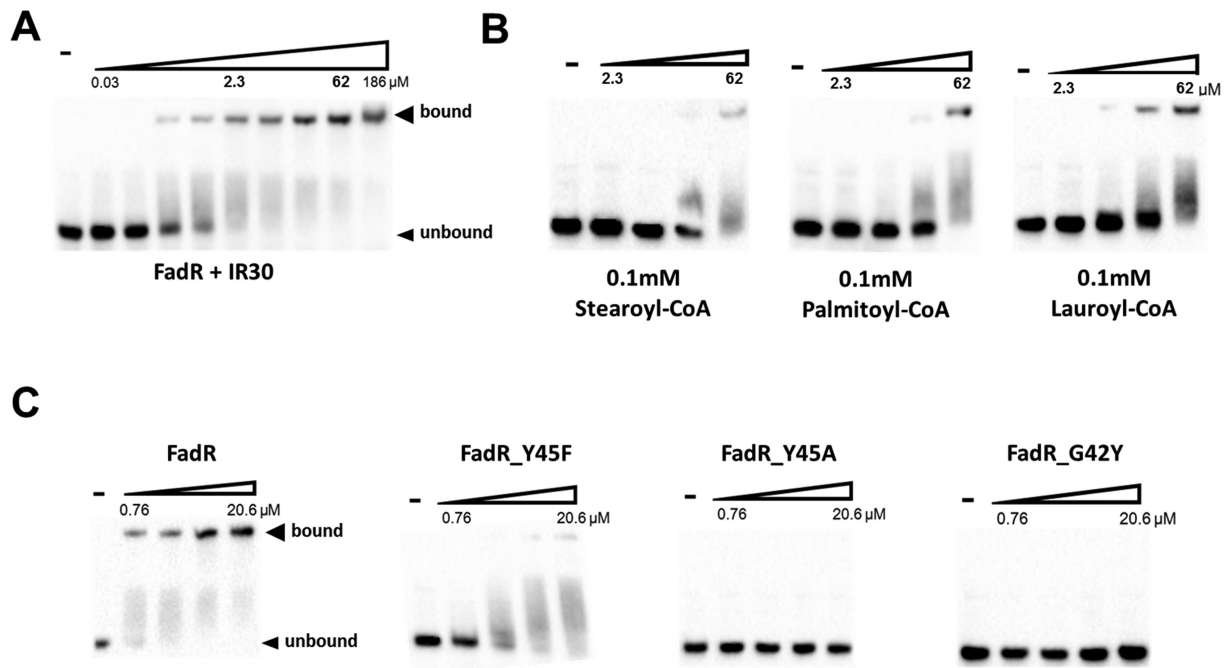 A
B
–
0.03
2.3
62
186 µM
bound
unbound
FadR + IR30
–
2.3
62
–
2.3
62
–
2.3
62 µM
0.1mM
Stearoyl-CoA
0.1mM
Palmitoyl-CoA
0.1mM
Lauroyl-CoA
C
FadR
–
0.76
20.6 µM
bound
unbound
FadR_Y45F
–
0.76
20.6 µM
FadR_Y45A
–
0.76
20.6 µM
FadR_G42Y
–
0.76
20.6 µM